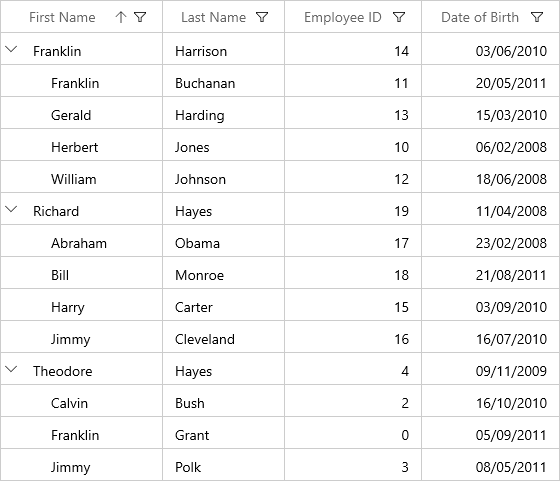 First Name Last Name Employee ID Date of Birth
Franklin Harrison 14 03/06/2010
Franklin Buchanan 11 20/05/2011
Gerald Harding 13 15/03/2010
Herbert Jones 10 06/02/2008
William Johnson 12 18/06/2008
Richard Hayes 19 11/04/2008
Abraham Obama 17 23/02/2008
Bill Monroe 18 21/08/2011
Harry Carter 15 03/09/2010
Jimmy Cleveland 16 16/07/2010
Theodore Hayes 4 09/11/2009
Calvin Bush 2 16/10/2010
Franklin Grant 0 05/09/2011
Jimmy Polk 3 08/05/2011